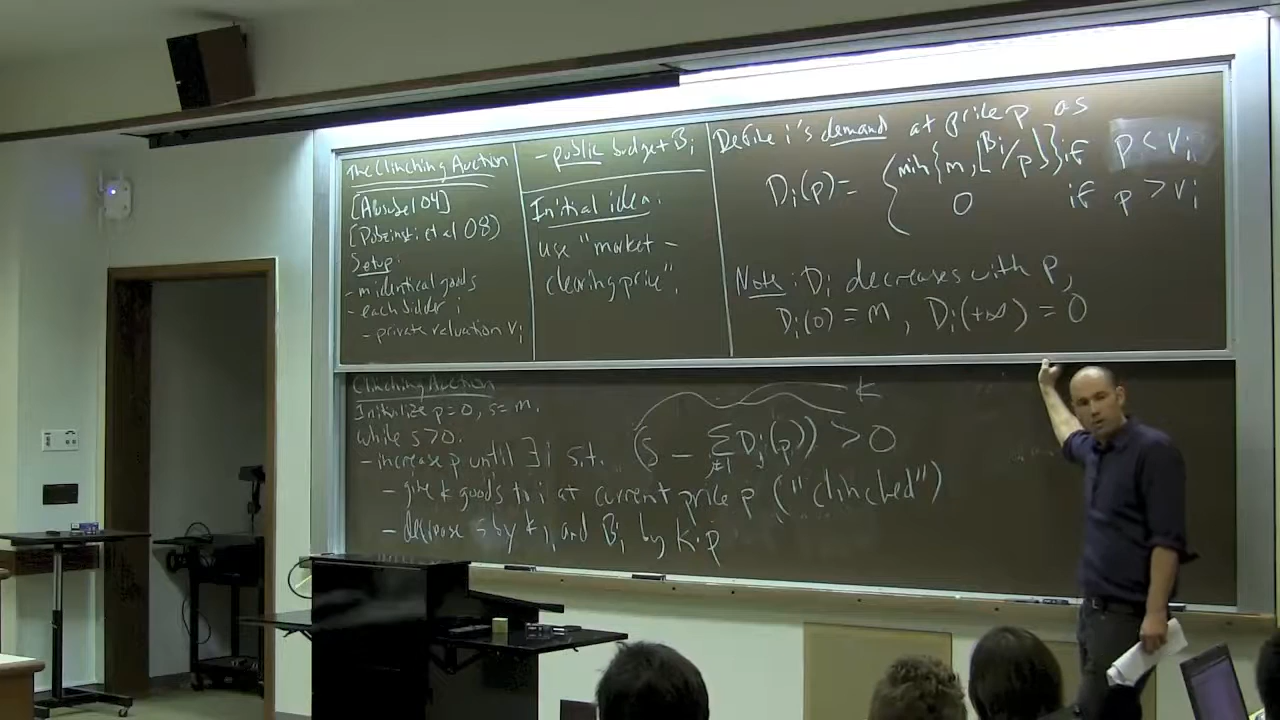 The Clinching Auction
[Ausubel 04]
[Dobzinski et al 08]
Setup:
- m identical goods
- each bidder i
- private valuation vᵢ
- public budget Bᵢ
Initial idea:
use "market-
clearing price".
Define i's demand at price p as
Dᵢ(p) = { min{m, ⌊Bᵢ/p⌋} if p < vᵢ
0 if p > vᵢ
Note: Dᵢ decreases with p,
Dᵢ(0) = m, Dᵢ(+∞) = 0
Clinching Auction
Initialize p=0, s=m.
k
while s>0:
- increase p until ∃ i s.t. (s - Σ_{j≠i} Dⱼ(p)) > 0
- give k goods to i at current price p ("clinched")
- decrease s by k, and Bᵢ by k·p